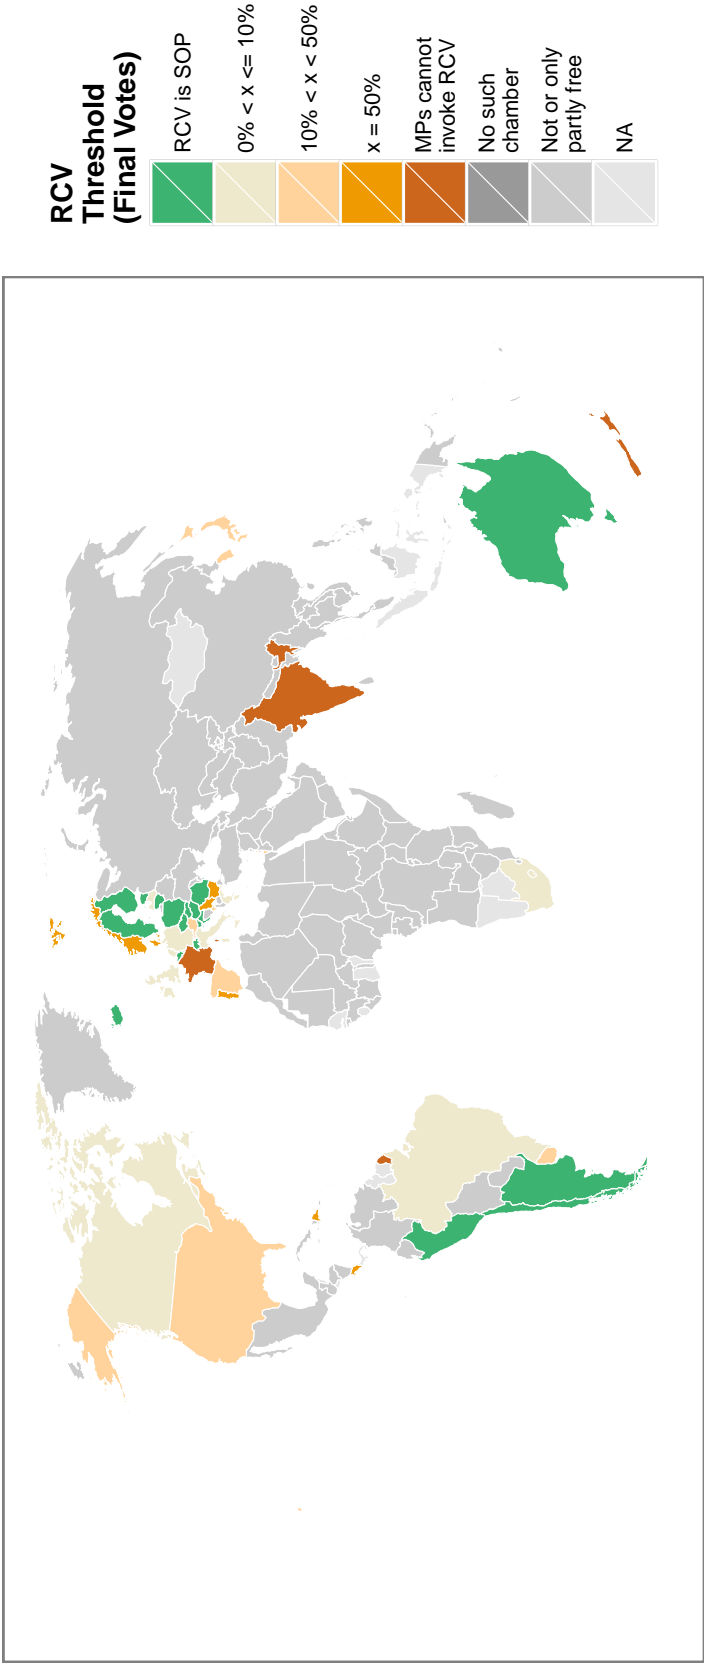 RCV
Threshold
(Final Votes)
RCV is SOP
0% < x <= 10%
10% < x < 50%
x = 50%
MPs cannot
invoke RCV
No such
chamber
Not or only
partly free
NA